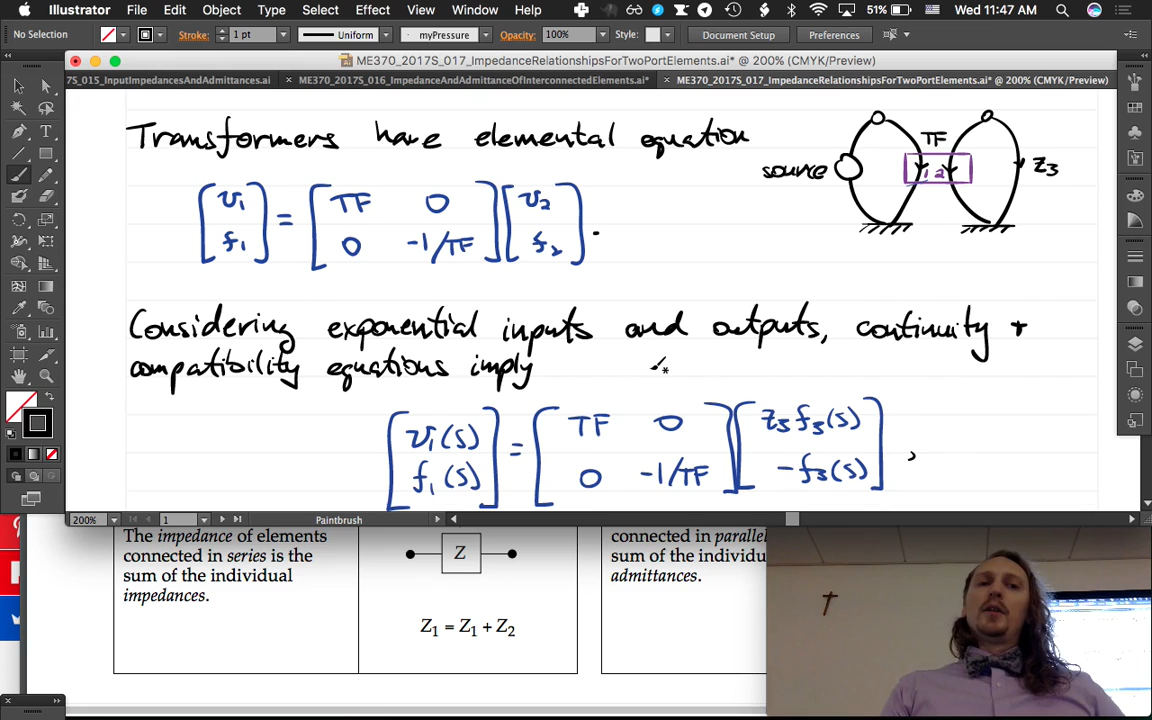 Illustrator File Edit Object Type Select Effect View Window Help 51% Wed 11:47 AM
No Selection Stroke: 1 pt Uniform myPressure Opacity: 100% Style: Document Setup Preferences
ME370_2017S_017_ImpedanceRelationshipsForTwoPortElements.ai* @ 200% (CMYK/Preview)
7S_015_InputImpedancesAndAdmittances.ai ME370_2017S_016_ImpedanceAndAdmittanceOfInterconnectedElements.ai* ME370_2017S_017_ImpedanceRelationshipsForTwoPortElements.ai* @ 200% (CMYK/Preview)
Transformers have elemental equation
TF
source 1 2 Z3
[v1 f1] = [TF 0 0 -1/TF] [v2 f2].
Considering exponential inputs and outputs, continuity +
compatibility equations imply
[v1(s) f1(s)] = [TF 0 0 -1/TF] [Z3 f3(s) -f3(s)] ,
200% 1 Paintbrush
The impedance of elements
connected in series is the
sum of the individual
impedances.
Z
Z1 = Z1 + Z2
connected in parallel
sum of the individu
admittances.